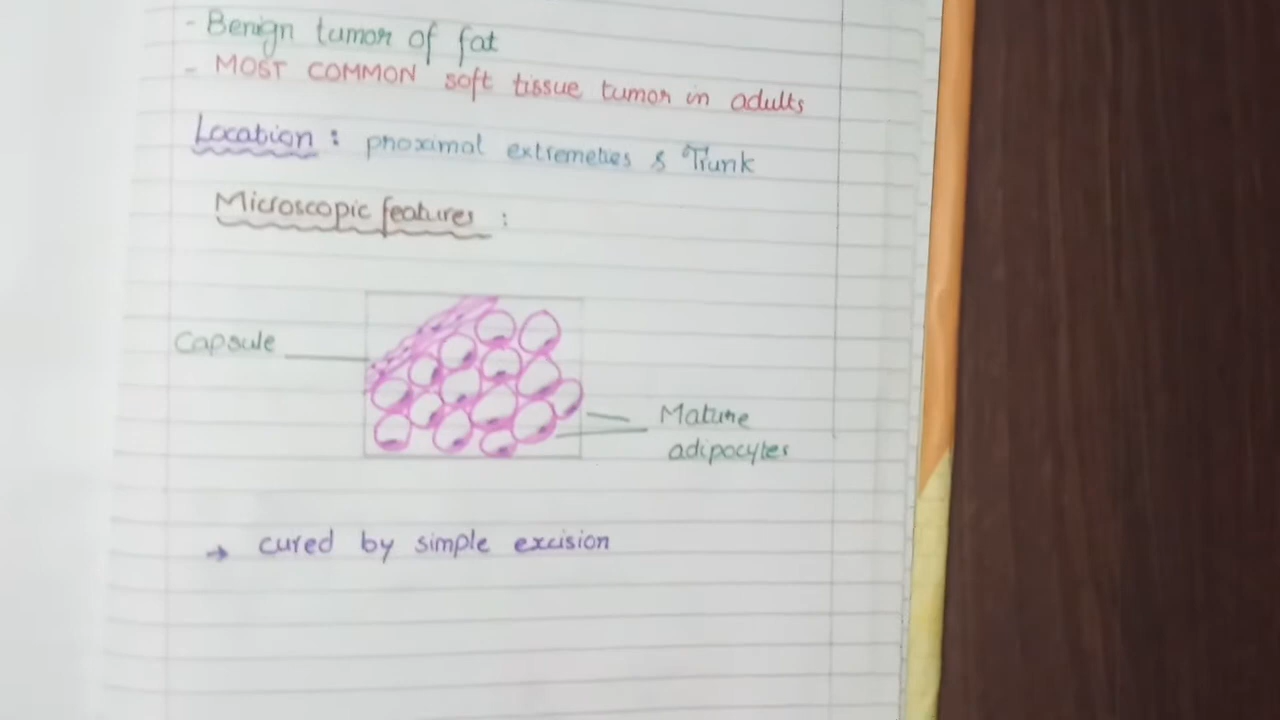 - Benign tumor of fat
- MOST COMMON soft tissue tumor in adults
Location : proximal extremeties & Trunk
Microscopic features :
Capsule
Mature
adipocytes
→ cured by simple excision